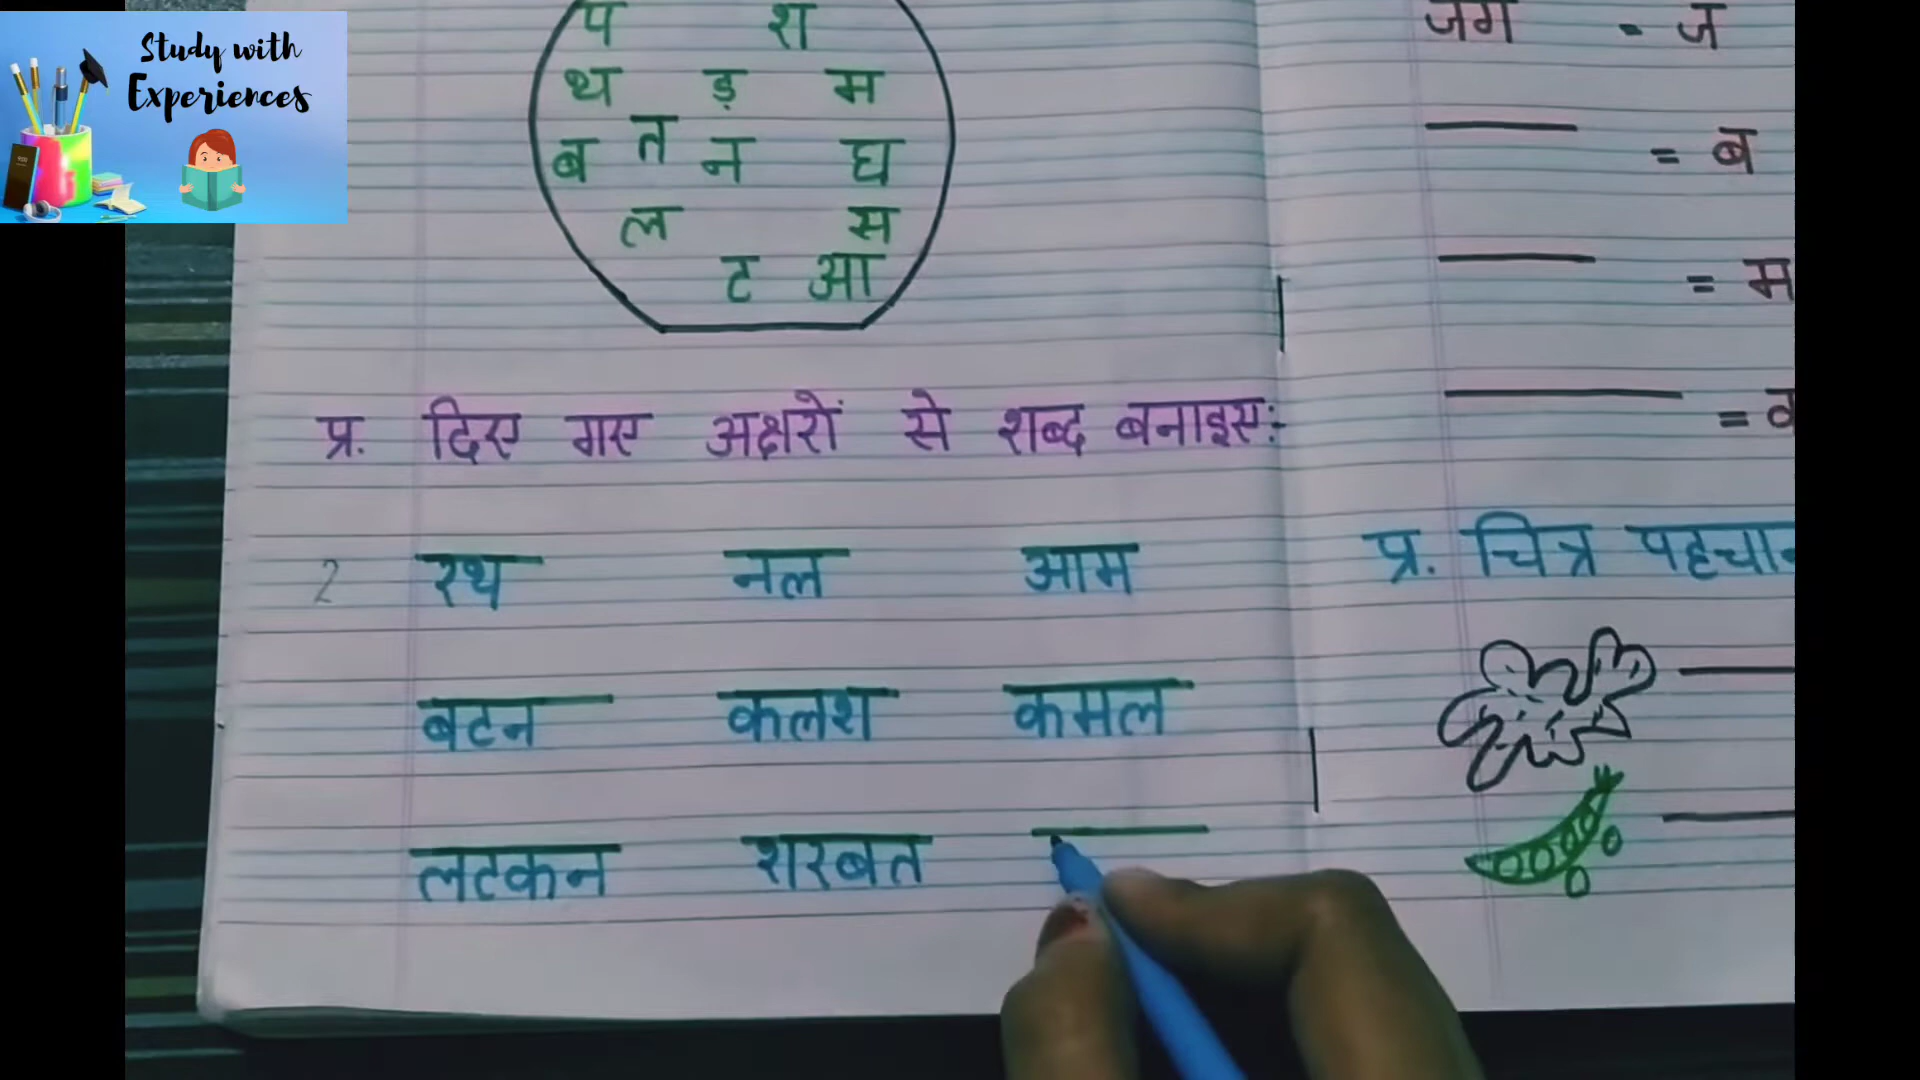 Study with
Experiences
प श
थ ड़ म
ब त न घ
ल स
ट आ
प्र. दिए गए अक्षरों से शब्द बनाइए:-
2 रथ नल आम
बटन कलश कमल
लटकन शरबत
जग - ज
= ब
= म
प्र. चित्र